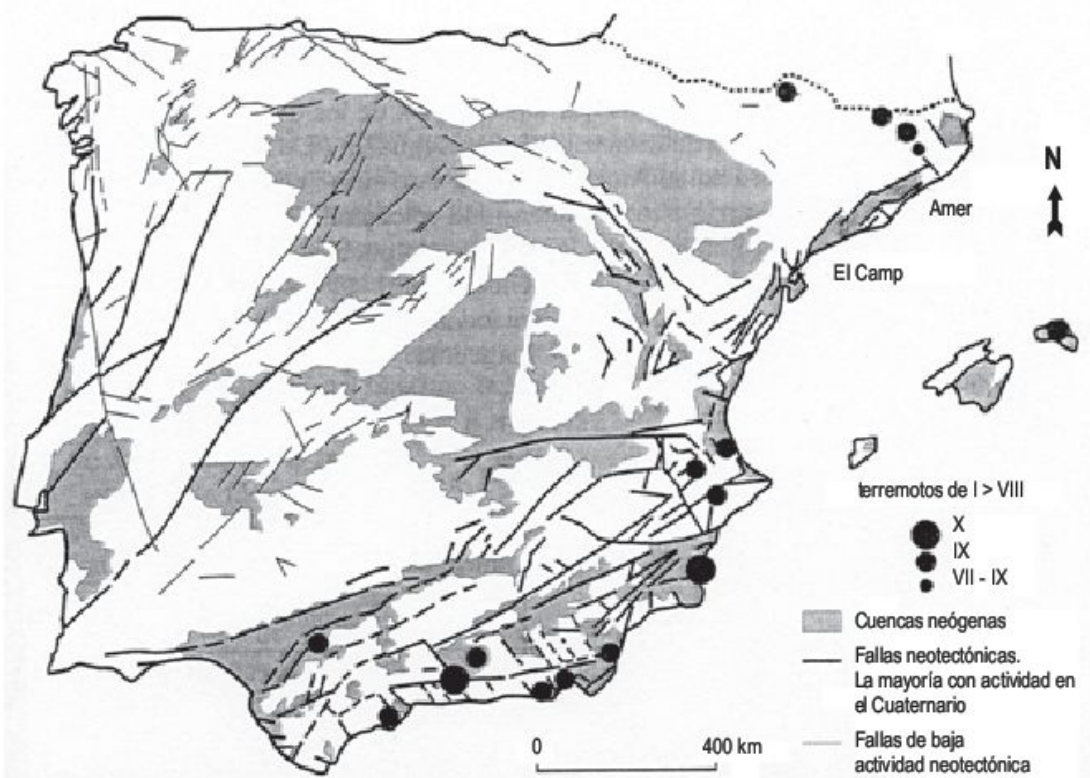 N
Amer
El Camp
terremotos de I > VIII
X
IX
VII - IX
Cuencas neógenas
Fallas neotectónicas.
La mayoría con actividad en
el Cuaternario
Fallas de baja
actividad neotectónica
0 400 km